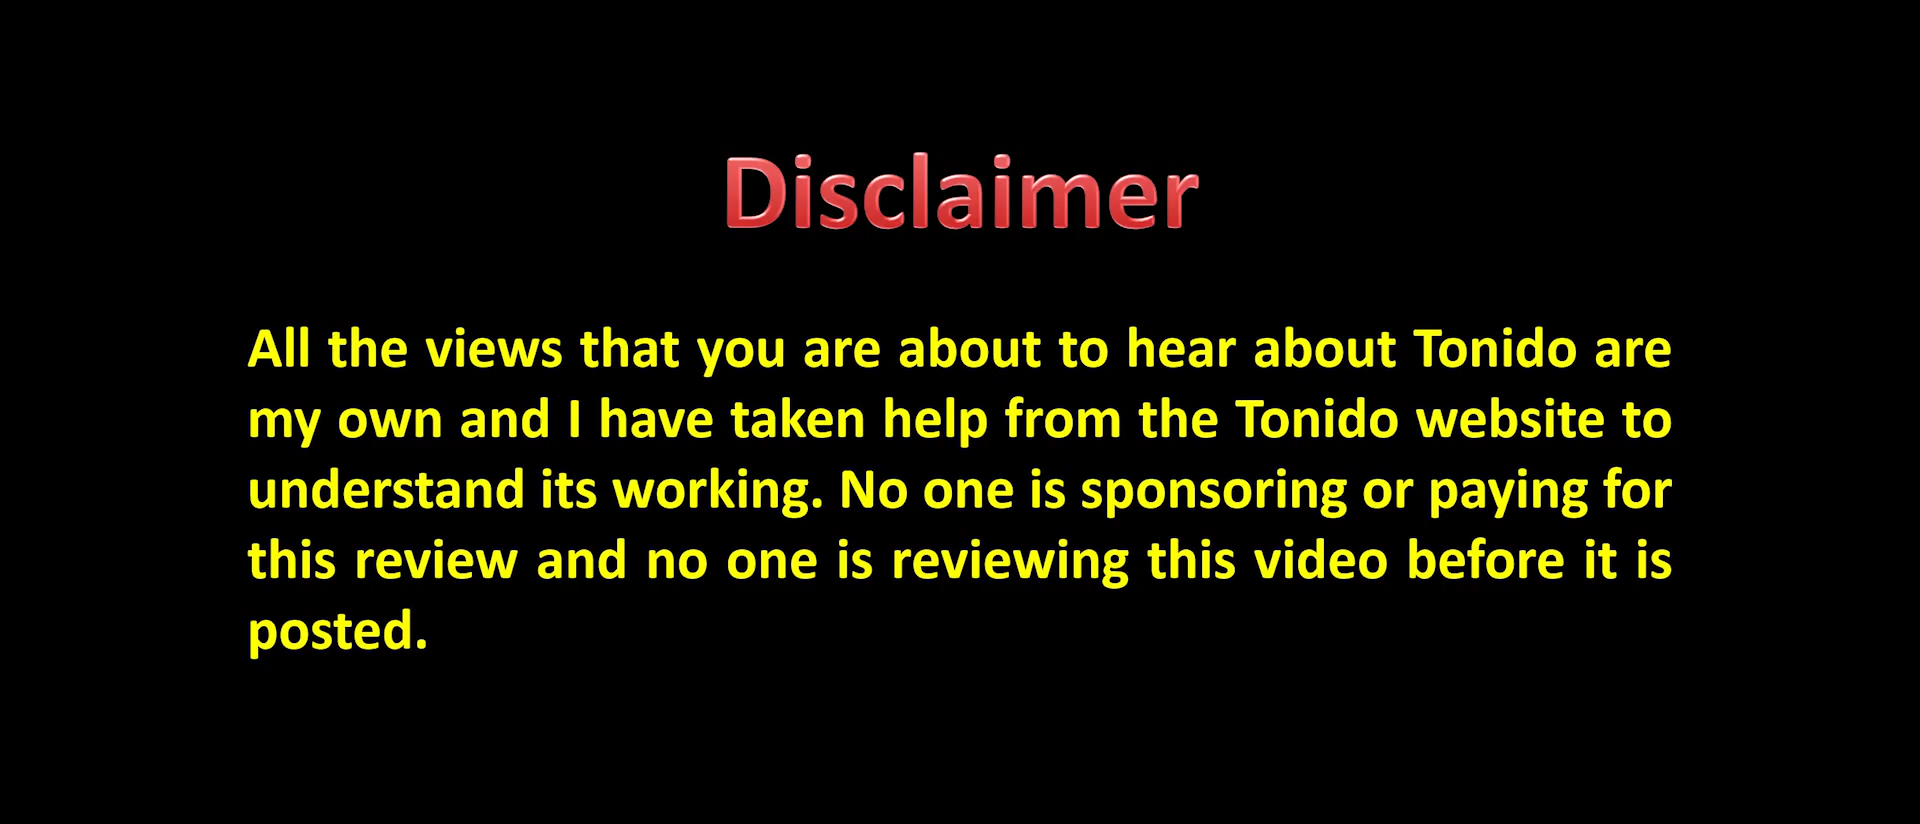 Disclaimer
All the views that you are about to hear about Tonido are
my own and I have taken help from the Tonido website to
understand its working. No one is sponsoring or paying for
this review and no one is reviewing this video before it is
posted.